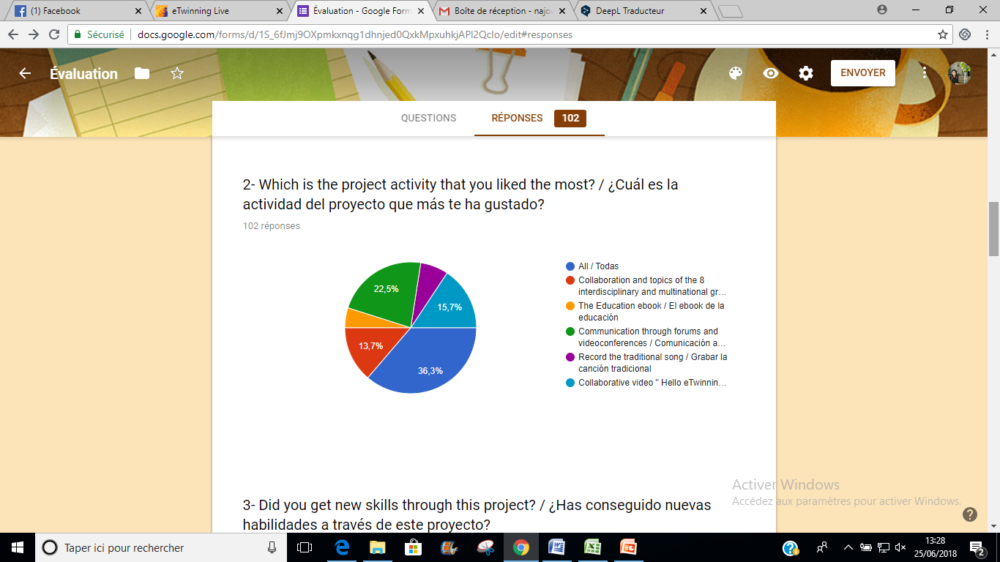 (1) Facebook
eTwinning Live
Évaluation - Google Form
Boîte de réception - najo
DeepL Traducteur
Sécurisé
docs.google.com/forms/d/1S_6fJmj9OXpmkxnqg1dhnjed0QxkMpxuhkjAPl2QcIo/edit#responses
Évaluation
ENVOYER
QUESTIONS
RÉPONSES 102
2- Which is the project activity that you liked the most? / ¿Cuál es la
actividad del proyecto que más te ha gustado?
102 réponses
22,5%
15,7%
13,7%
36,3%
All / Todas
Collaboration and topics of the 8
interdisciplinary and multinational gr...
The Education ebook / El ebook de la
educación
Communication through forums and
videoconferences / Comunicación a...
Record the traditional song / Grabar la
canción tradicional
Collaborative video " Hello eTwinnin...
3- Did you get new skills through this project? / ¿Has conseguido nuevas
habilidades a través de este proyecto?
Activer Windows
Accédez aux paramètres pour activer Windows.
Taper ici pour rechercher
13:28
25/06/2018
2